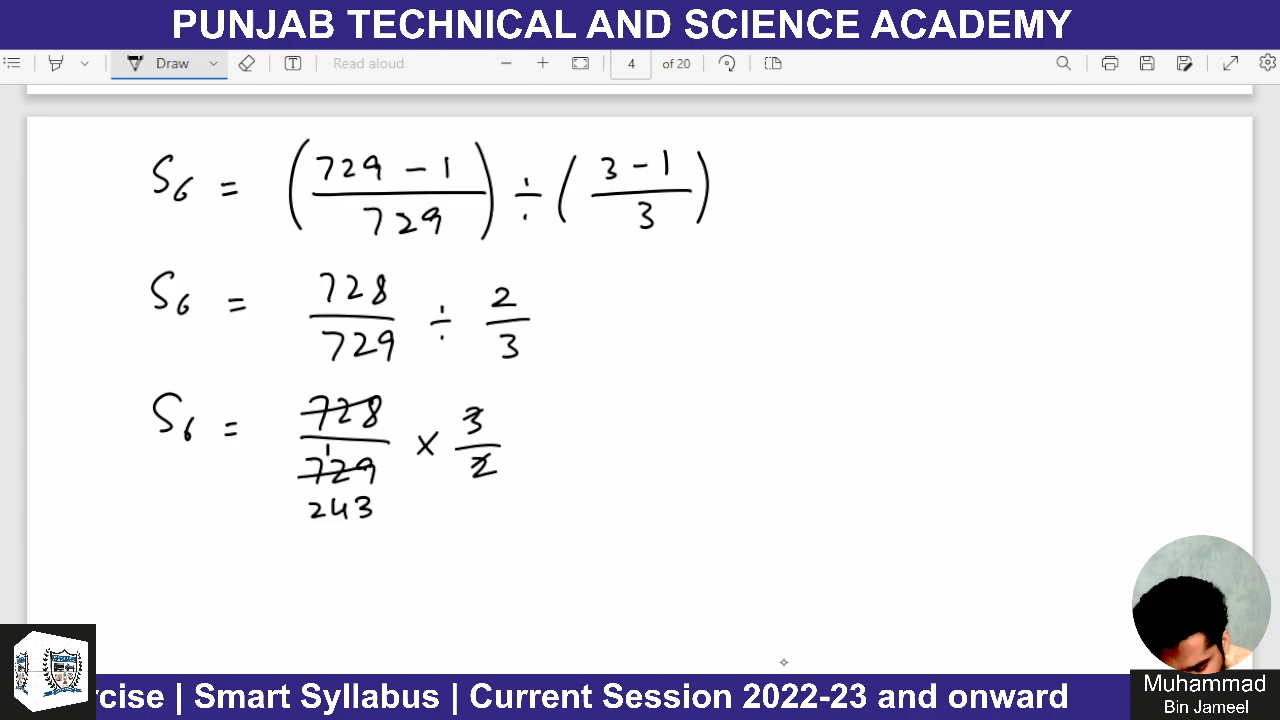 PUNJAB TECHNICAL AND SCIENCE ACADEMY
Draw Read aloud 4 of 20
S₆ = ((729 − 1)/729) ÷ ((3 − 1)/3)
S₆ = 728/729 ÷ 2/3
S₆ = 728/729 × 3/2
1
243
rcise | Smart Syllabus | Current Session 2022-23 and onward
Muhammad
Bin Jameel